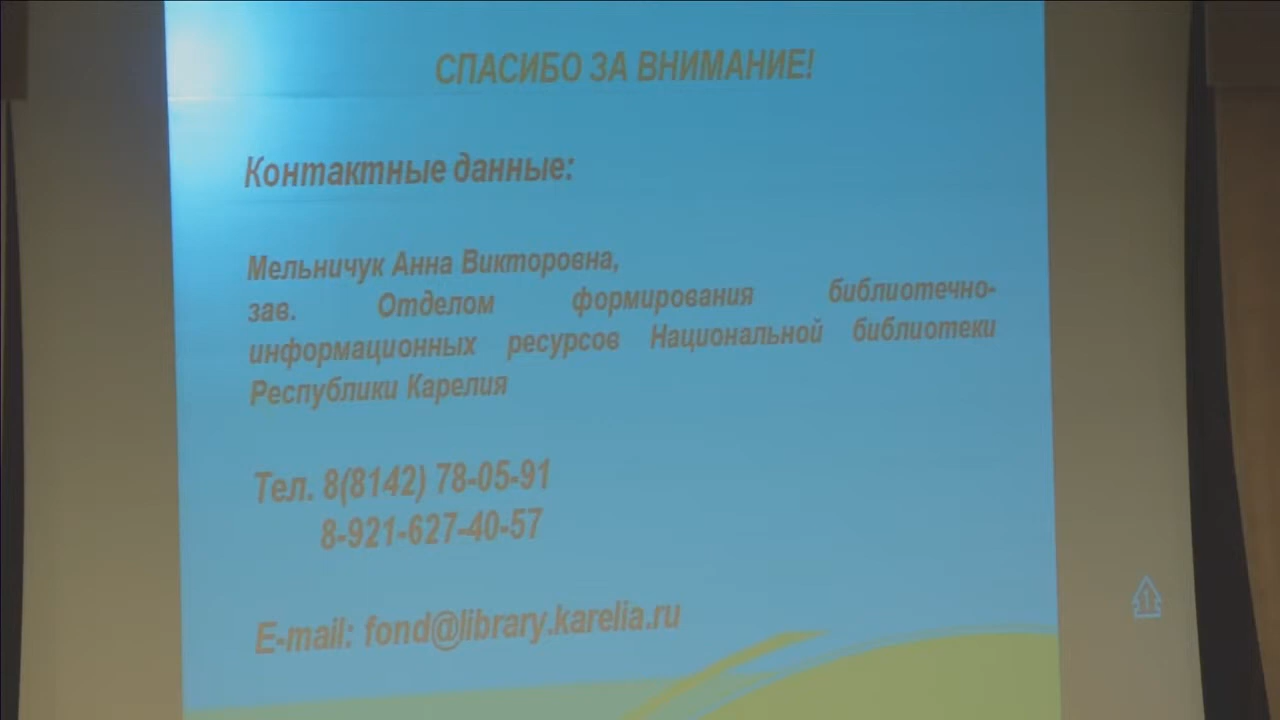 СПАСИБО ЗА ВНИМАНИЕ!
Контактные данные:
Мельничук Анна Викторовна,
зав. Отделом формирования библиотечно-
информационных ресурсов Национальной библиотеки
Республики Карелия
Тел. 8(8142) 78-05-91
8-921-627-40-57
E-mail: fond@library.karelia.ru
1